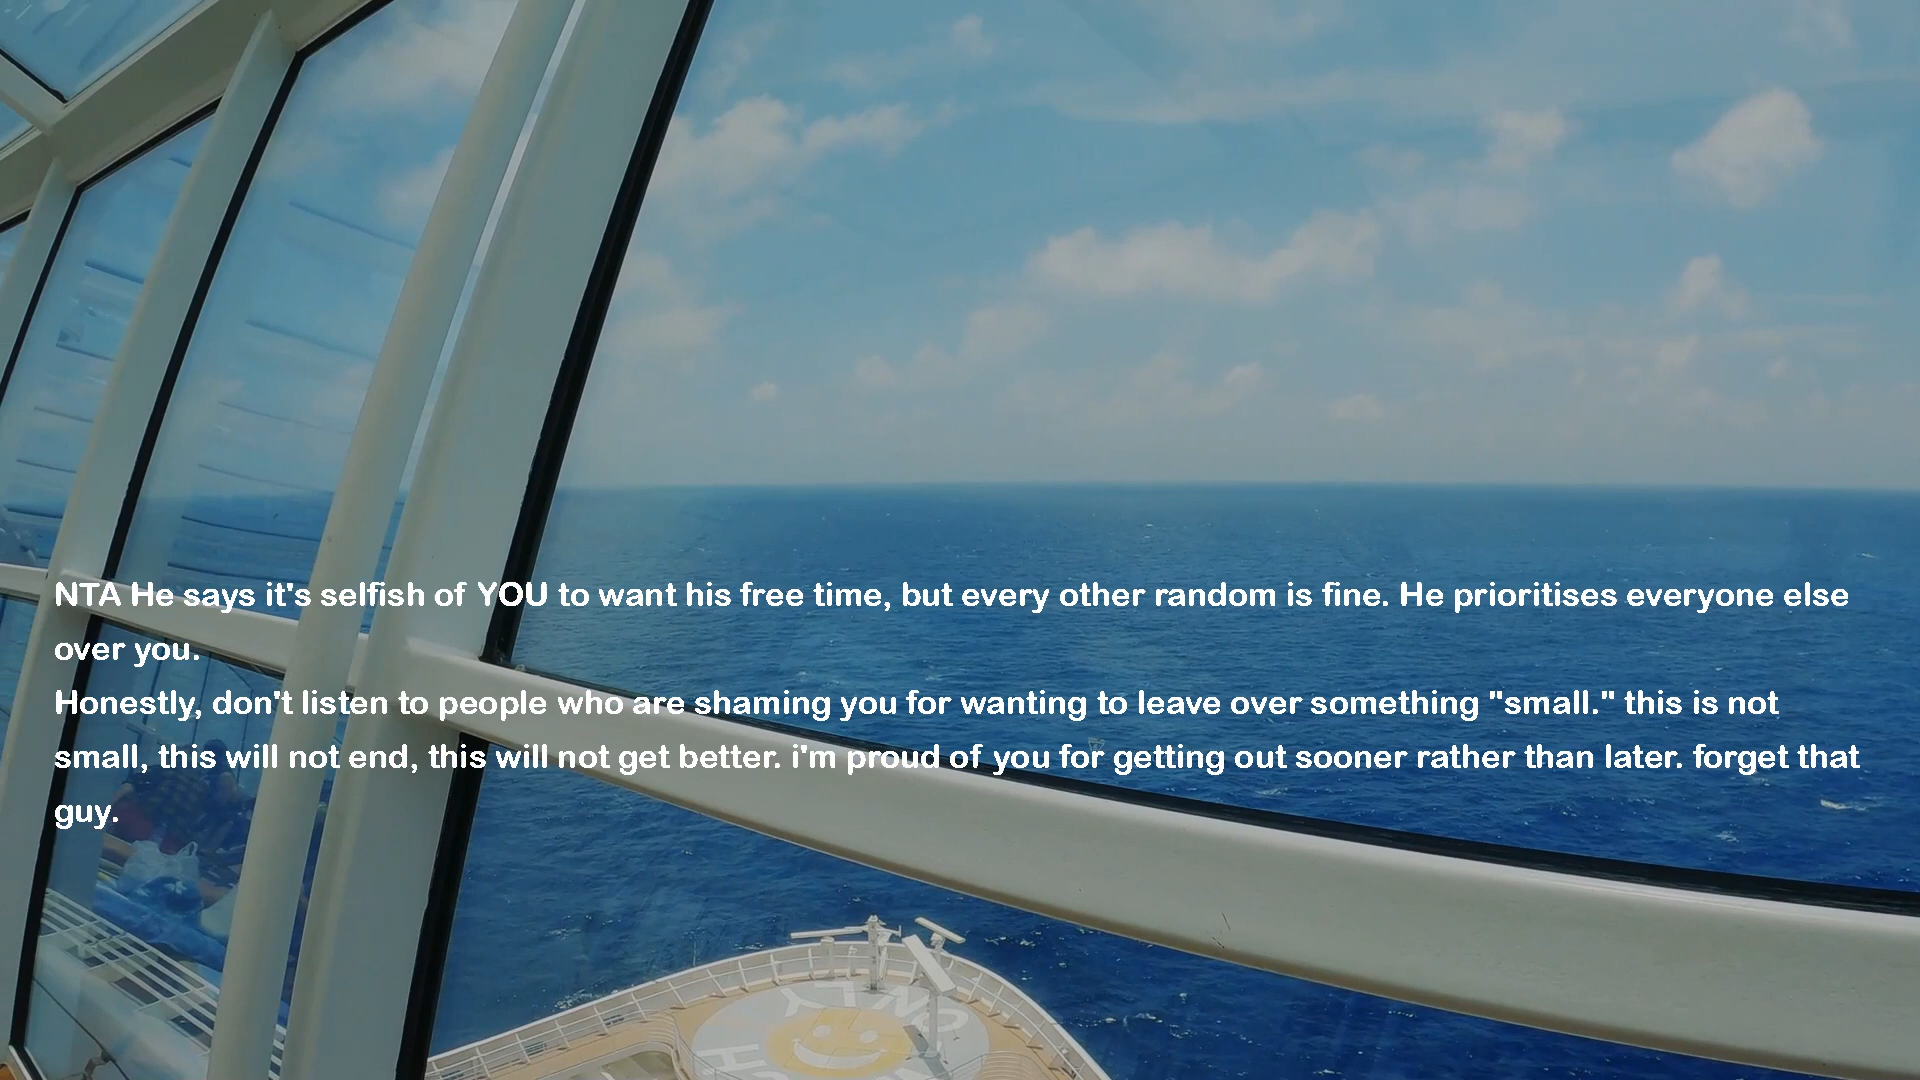 NTA He says it's selfish of YOU to want his free time, but every other random is fine. He prioritises everyone else
over you.
Honestly, don't listen to people who are shaming you for wanting to leave over something "small." this is not
small, this will not end, this will not get better. i'm proud of you for getting out sooner rather than later. forget that
guy.
ONLY